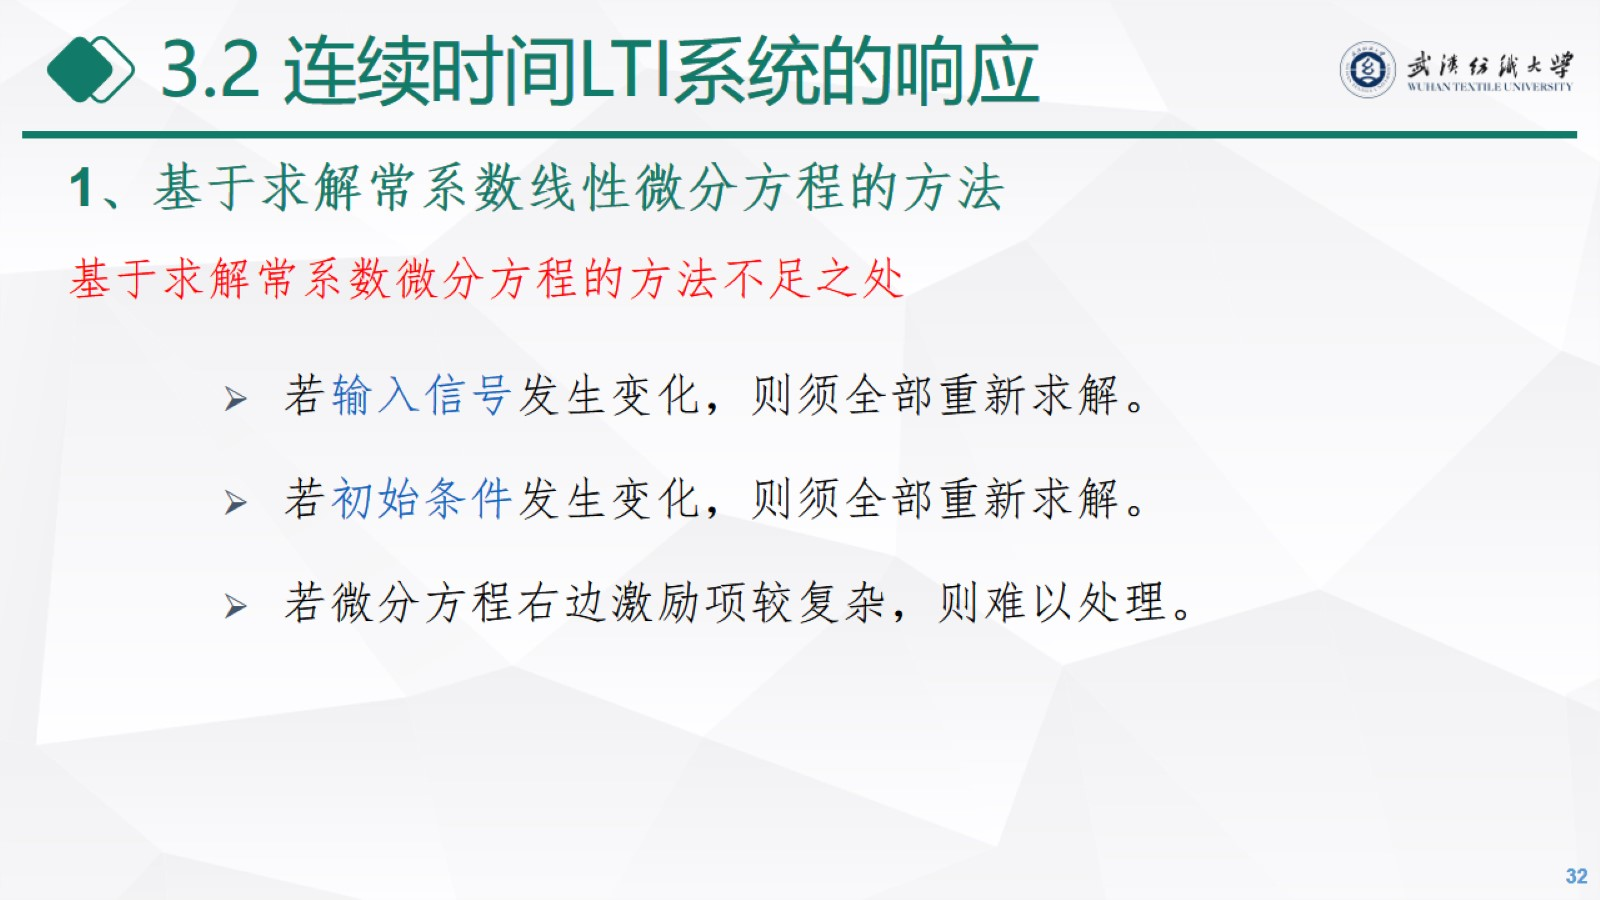 3.2 连续时间LTI系统的响应
武汉纺织大学
WUHAN TEXTILE UNIVERSITY
1、基于求解常系数线性微分方程的方法
基于求解常系数微分方程的方法不足之处
➢ 若输入信号发生变化，则须全部重新求解。
➢ 若初始条件发生变化，则须全部重新求解。
➢ 若微分方程右边激励项较复杂，则难以处理。
32